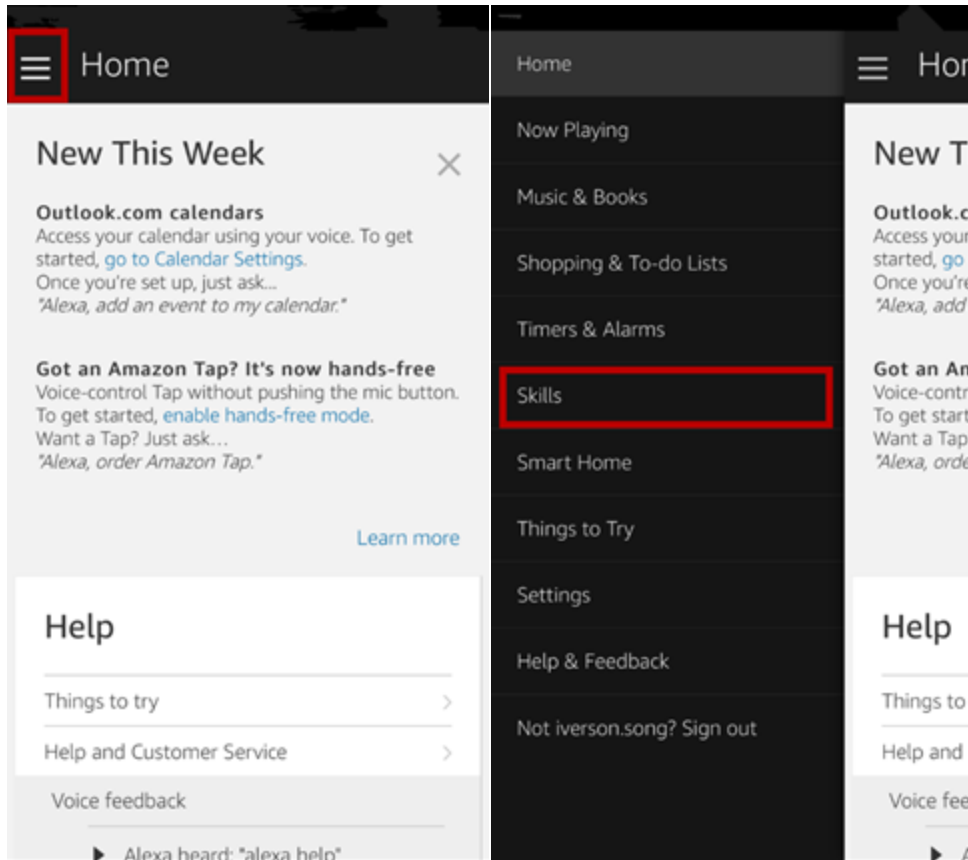 Home
New This Week
Outlook.com calendars
Access your calendar using your voice. To get
started, go to Calendar Settings.
Once you're set up, just ask...
"Alexa, add an event to my calendar."
Got an Amazon Tap? It's now hands-free
Voice-control Tap without pushing the mic button.
To get started, enable hands-free mode.
Want a Tap? Just ask...
"Alexa, order Amazon Tap."
Learn more
Help
Things to try
Help and Customer Service
Voice feedback
Alexa heard: "alexa help"
Home
Now Playing
Music & Books
Shopping & To-do Lists
Timers & Alarms
Skills
Smart Home
Things to Try
Settings
Help & Feedback
Not iverson.song? Sign out
Hor
New T
Outlook.c
Access your
started, go
Once you're
"Alexa, add
Got an Am
Voice-contr
To get start
Want a Tap
"Alexa, orde
Help
Things to
Help and
Voice fee